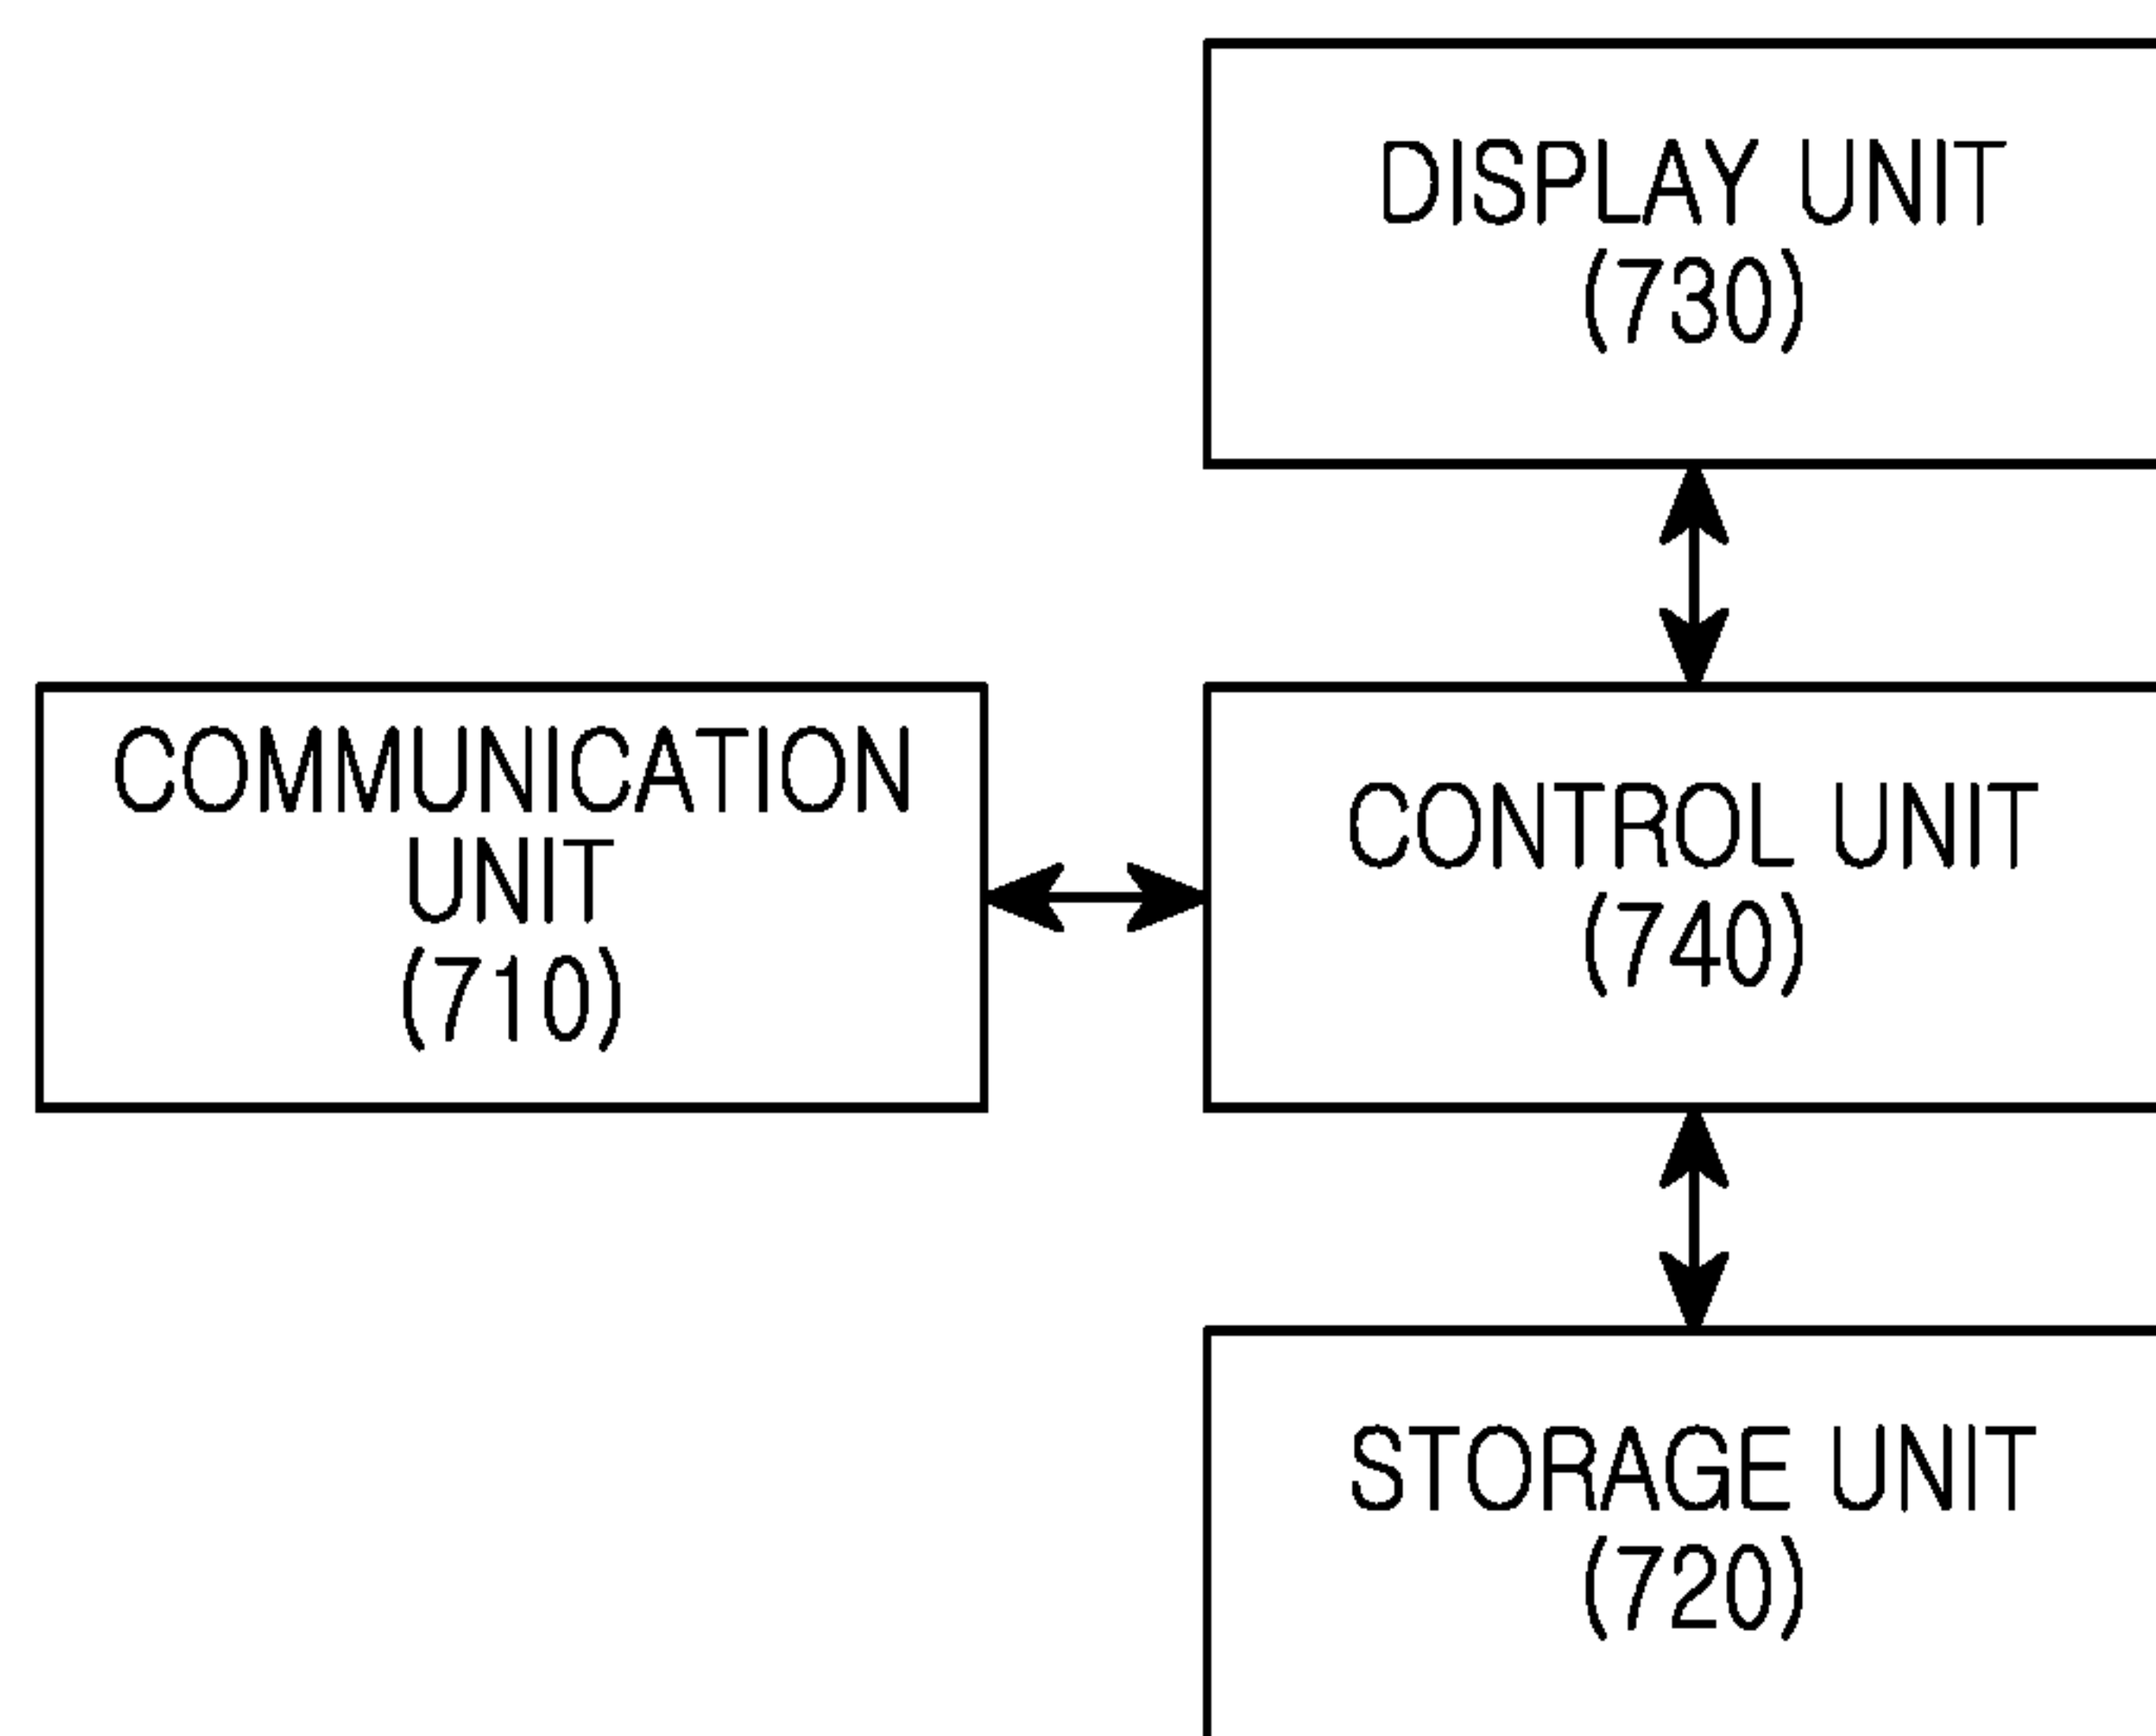 DISPLAY UNIT
(730)
COMMUNICATION
UNIT
(710)
CONTROL UNIT
(740)
STORAGE UNIT
(720)